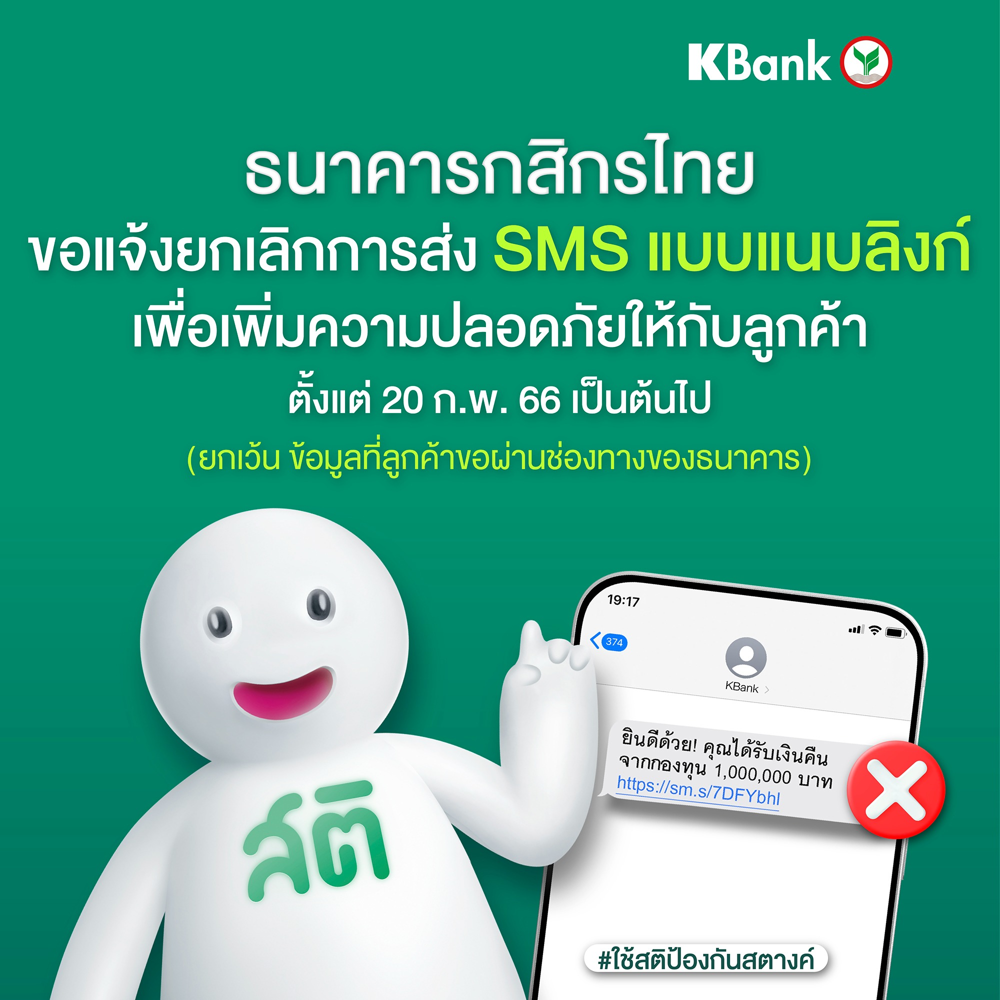 KBank
ธนาคารกสิกรไทย
ขอแจ้งยกเลิกการส่ง SMS แบบแนบลิงก์
เพื่อเพิ่มความปลอดภัยให้กับลูกค้า
ตั้งแต่ 20 ก.พ. 66 เป็นต้นไป
(ยกเว้น ข้อมูลที่ลูกค้าขอผ่านช่องทางของธนาคาร)
19:17
374
KBank
ยินดีด้วย! คุณได้รับเงินคืน
จากกองทุน 1,000,000 บาท
https://sm.s/7DFYbhl
สติ
#ใช้สติป้องกันสตางค์